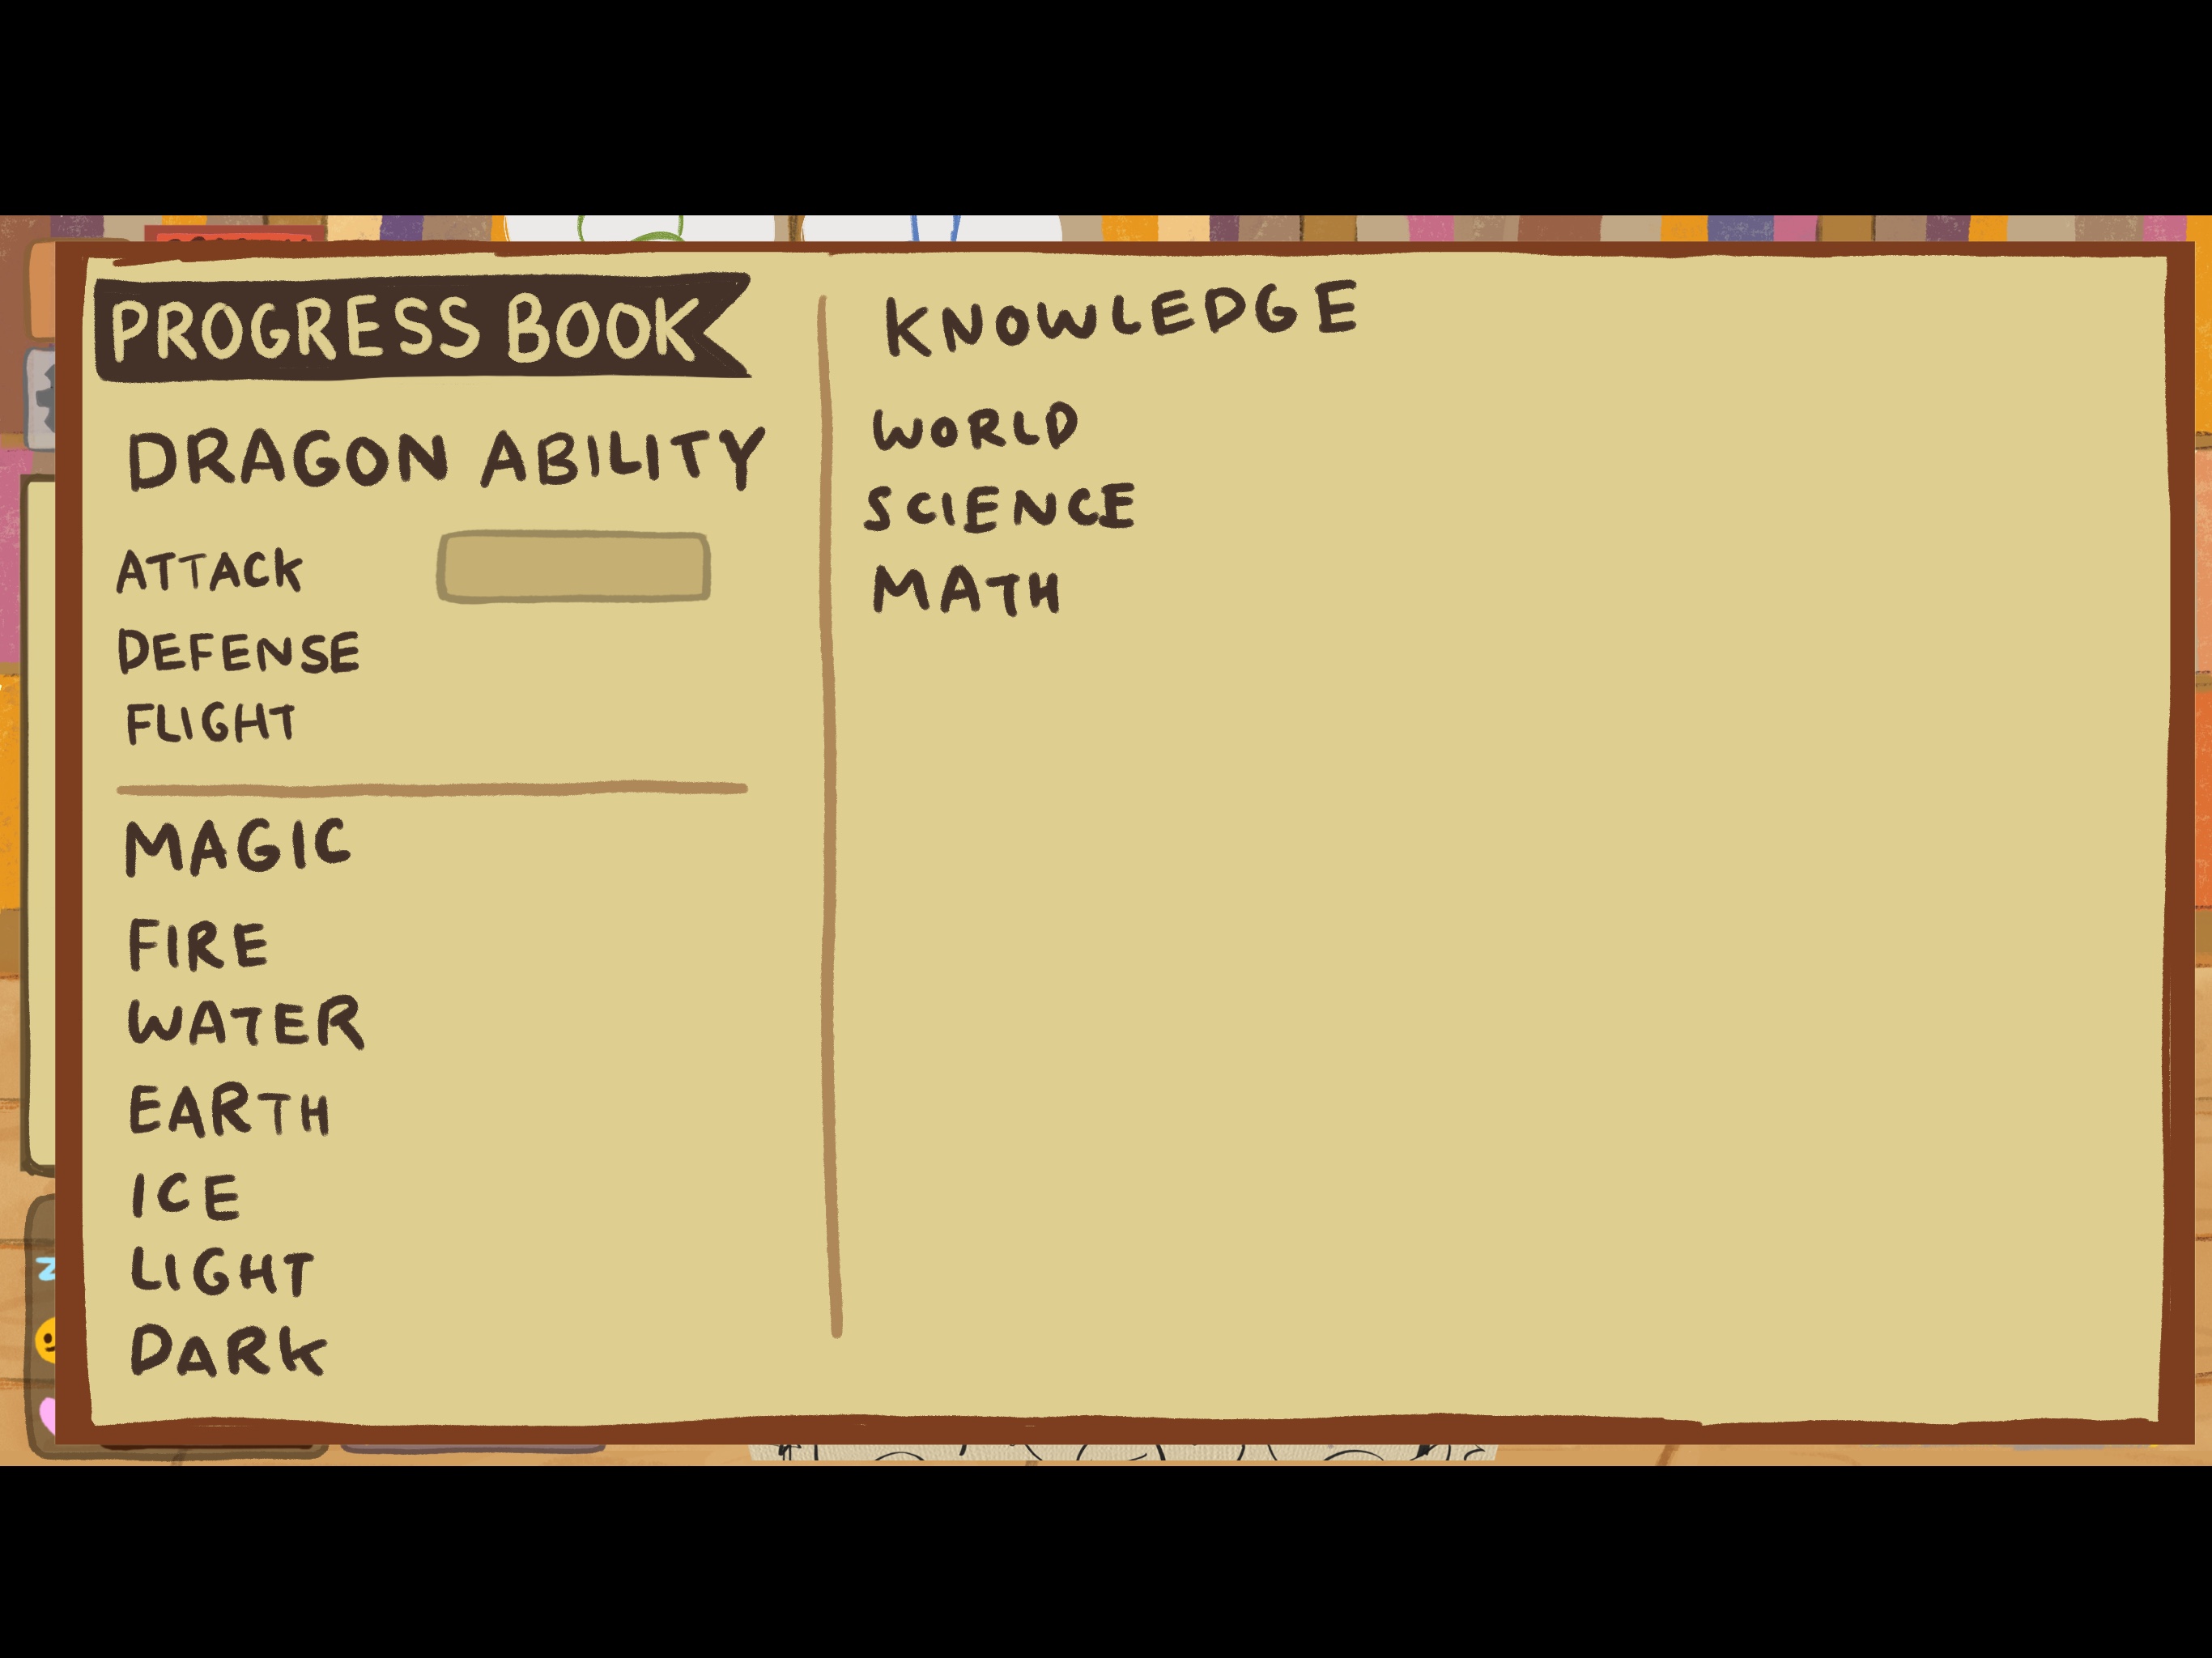 PROGRESS BOOK
DRAGON ABILITY
ATTACK
DEFENSE
FLIGHT
MAGIC
FIRE
WATER
EARTH
ICE
LIGHT
DARK
KNOWLEDGE
WORLD
SCIENCE
MATH